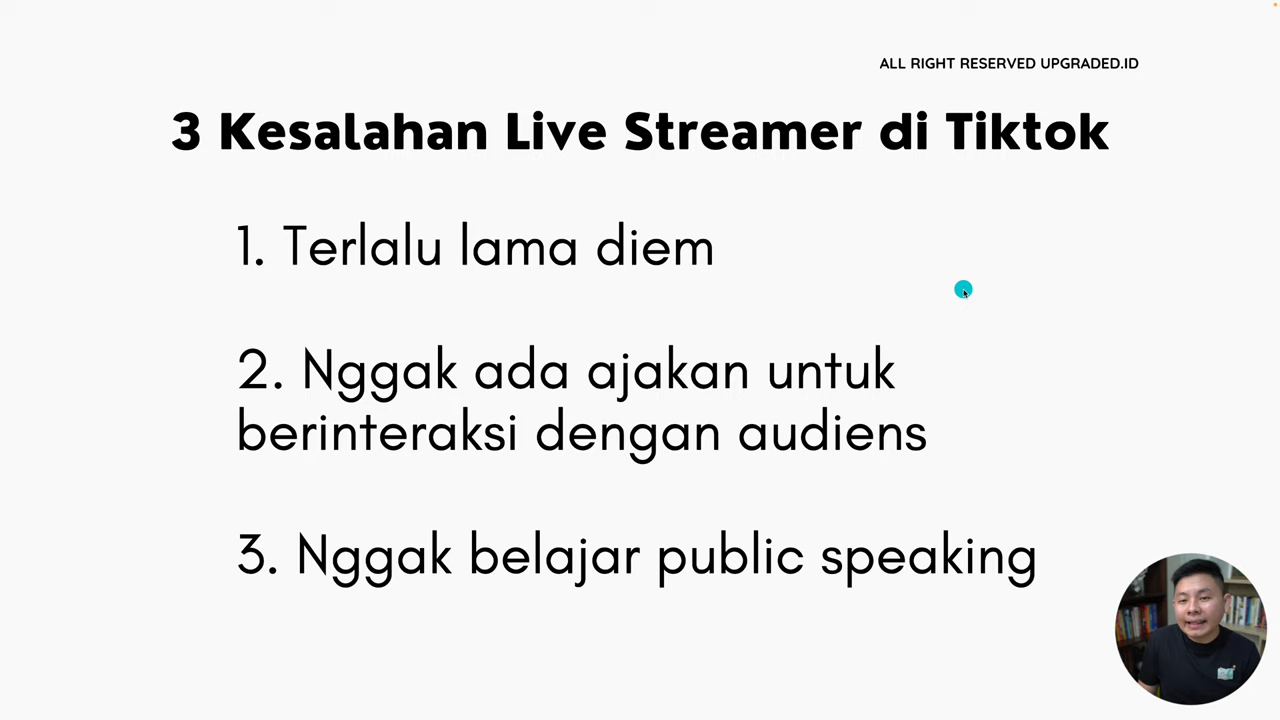 ALL RIGHT RESERVED UPGRADED.ID
3 Kesalahan Live Streamer di Tiktok
1. Terlalu lama diem
2. Nggak ada ajakan untuk
berinteraksi dengan audiens
3. Nggak belajar public speaking